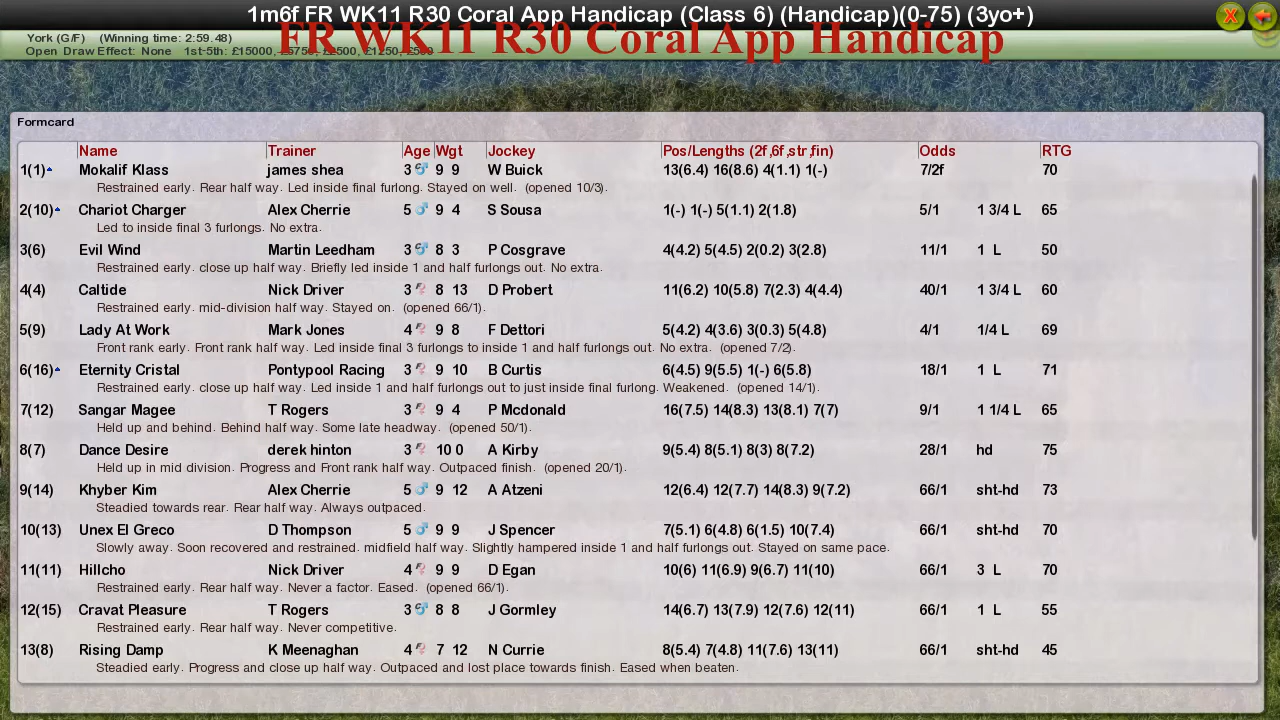 1m6f FR WK11 R30 Coral App Handicap (Class 6) (Handicap)(0-75) (3yo+)
York (G/F) (Winning time: 2:59.48)
FR WK11 R30 Coral App Handicap
Open Draw Effect: None 1st-5th: £15000, £5750, £2500, £1250, £500
Formcard
Name Trainer Age Wgt Jockey Pos/Lengths (2f,6f,str,fin) Odds RTG
1(1) Mokalif Klass james shea 3 9 9 W Buick 13(6.4) 16(8.6) 4(1.1) 1(-) 7/2f 70
Restrained early. Rear half way. Led inside final furlong. Stayed on well. (opened 10/3).
2(10) Chariot Charger Alex Cherrie 5 9 4 S Sousa 1(-) 1(-) 5(1.1) 2(1.8) 5/1 1 3/4 L 65
Led to inside final 3 furlongs. No extra.
3(6) Evil Wind Martin Leedham 3 8 3 P Cosgrave 4(4.2) 5(4.5) 2(0.2) 3(2.8) 11/1 1 L 50
Restrained early. close up half way. Briefly led inside 1 and half furlongs out. No extra.
4(4) Caltide Nick Driver 3 8 13 D Probert 11(6.2) 10(5.8) 7(2.3) 4(4.4) 40/1 1 3/4 L 60
Restrained early. mid-division half way. Stayed on. (opened 66/1).
5(9) Lady At Work Mark Jones 4 9 8 F Dettori 5(4.2) 4(3.6) 3(0.3) 5(4.8) 4/1 1/4 L 69
Front rank early. Front rank half way. Led inside final 3 furlongs to inside 1 and half furlongs out. No extra. (opened 7/2).
6(16) Eternity Cristal Pontypool Racing 3 9 10 B Curtis 6(4.5) 9(5.5) 1(-) 6(5.8) 18/1 1 L 71
Restrained early. close up half way. Led inside 1 and half furlongs out to just inside final furlong. Weakened. (opened 14/1).
7(12) Sangar Magee T Rogers 3 9 4 P Mcdonald 16(7.5) 14(8.3) 13(8.1) 7(7) 9/1 1 1/4 L 65
Held up and behind. Behind half way. Some late headway. (opened 50/1).
8(7) Dance Desire derek hinton 3 10 0 A Kirby 9(5.4) 8(5.1) 8(3) 8(7.2) 28/1 hd 75
Held up in mid division. Progress and Front rank half way. Outpaced finish. (opened 20/1).
9(14) Khyber Kim Alex Cherrie 5 9 12 A Atzeni 12(6.4) 12(7.7) 14(8.3) 9(7.2) 66/1 sht-hd 73
Steadied towards rear. Rear half way. Always outpaced.
10(13) Unex El Greco D Thompson 5 9 9 J Spencer 7(5.1) 6(4.8) 6(1.5) 10(7.4) 66/1 sht-hd 70
Slowly away. Soon recovered and restrained. midfield half way. Slightly hampered inside 1 and half furlongs out. Stayed on same pace.
11(11) Hillcho Nick Driver 4 9 9 D Egan 10(6) 11(6.9) 9(6.7) 11(10) 66/1 3 L 70
Restrained early. Rear half way. Never a factor. Eased. (opened 66/1).
12(15) Cravat Pleasure T Rogers 3 8 8 J Gormley 14(6.7) 13(7.9) 12(7.6) 12(11) 66/1 1 L 55
Restrained early. Rear half way. Never competitive.
13(8) Rising Damp K Meenaghan 4 7 12 N Currie 8(5.4) 7(4.8) 11(7.6) 13(11) 66/1 sht-hd 45
Steadied early. Progress and close up half way. Outpaced and lost place towards finish. Eased when beaten.